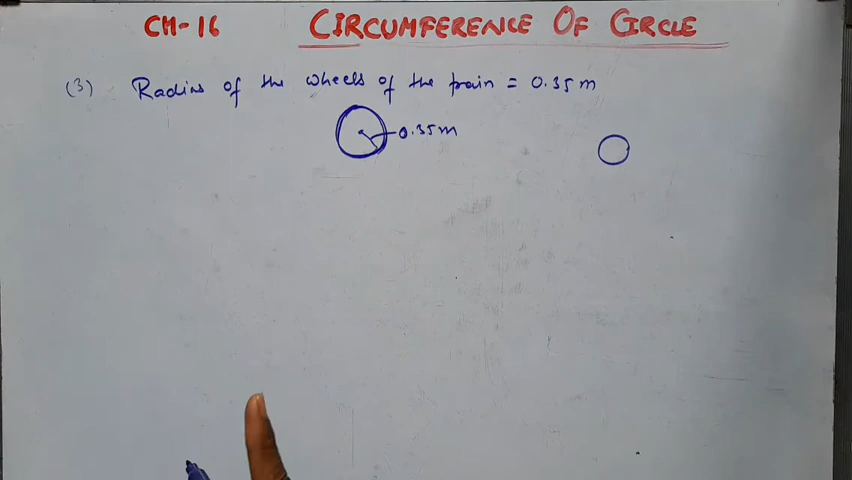 CH-16 CIRCUMFERENCE OF CIRCLE
(3) Radius of the wheels of the train = 0.35 m
0.35m